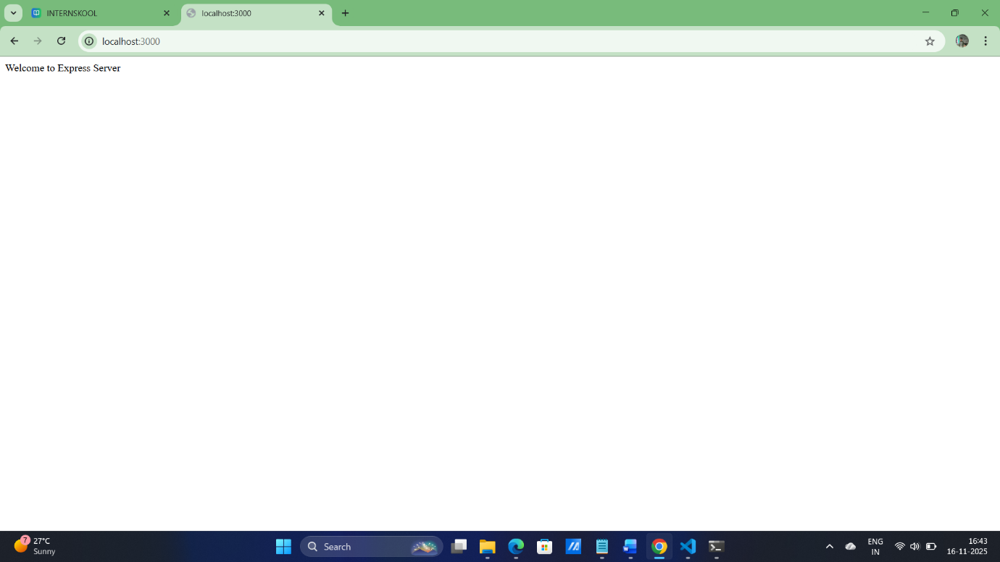 INTERNSKOOL
localhost:3000
localhost:3000
Welcome to Express Server
7
27°C
Sunny
Search
ENG
IN
16:43
16-11-2025